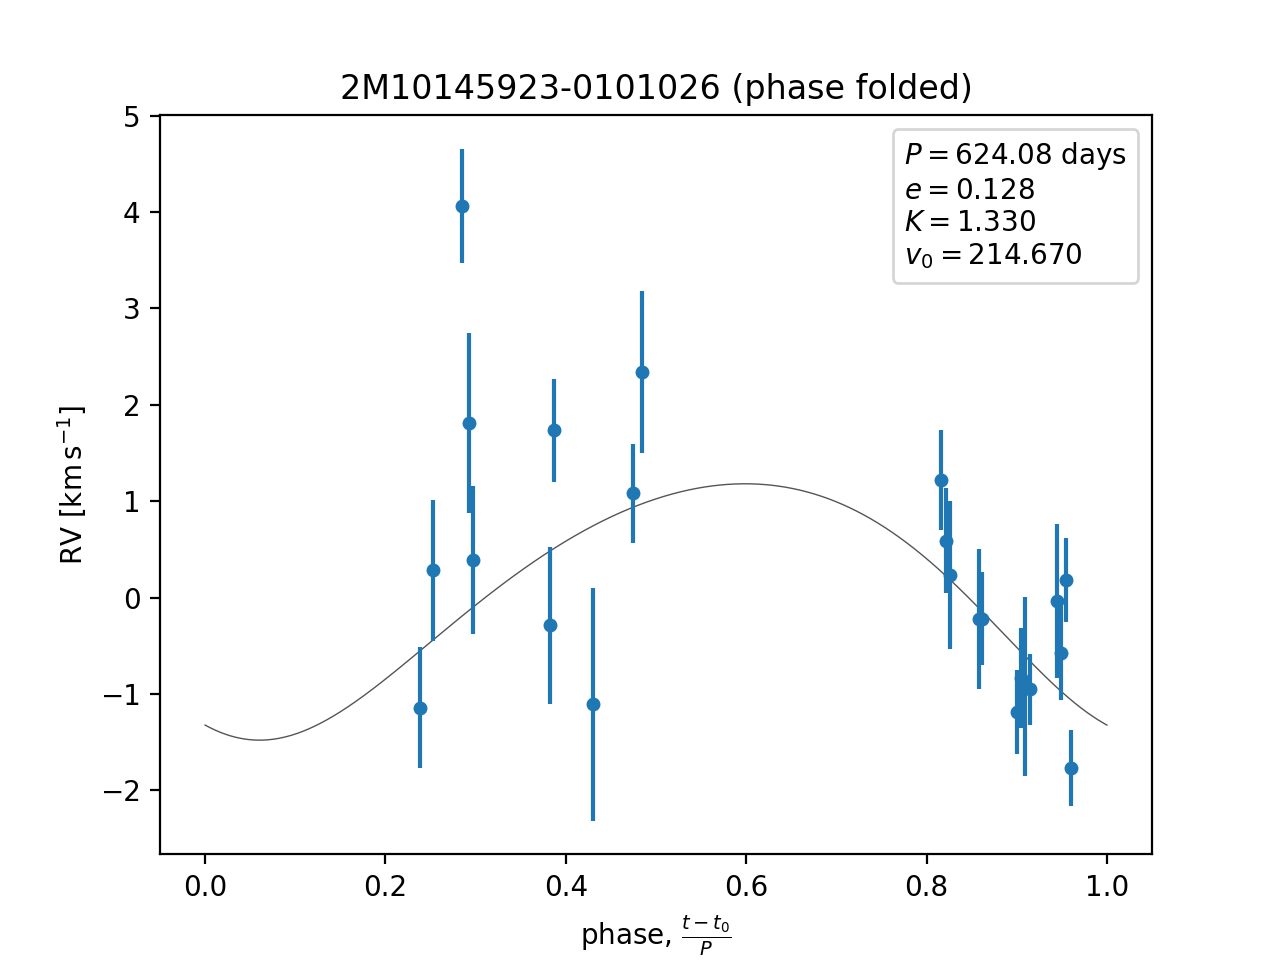 2M10145923-0101026 (phase folded)
P = 624.08 days
e = 0.128
K = 1.330
v₀ = 214.670
RV [km s⁻¹]
5
4
3
2
1
0
−1
−2
0.0 0.2 0.4 0.6 0.8 1.0
phase, (t − t₀)/P